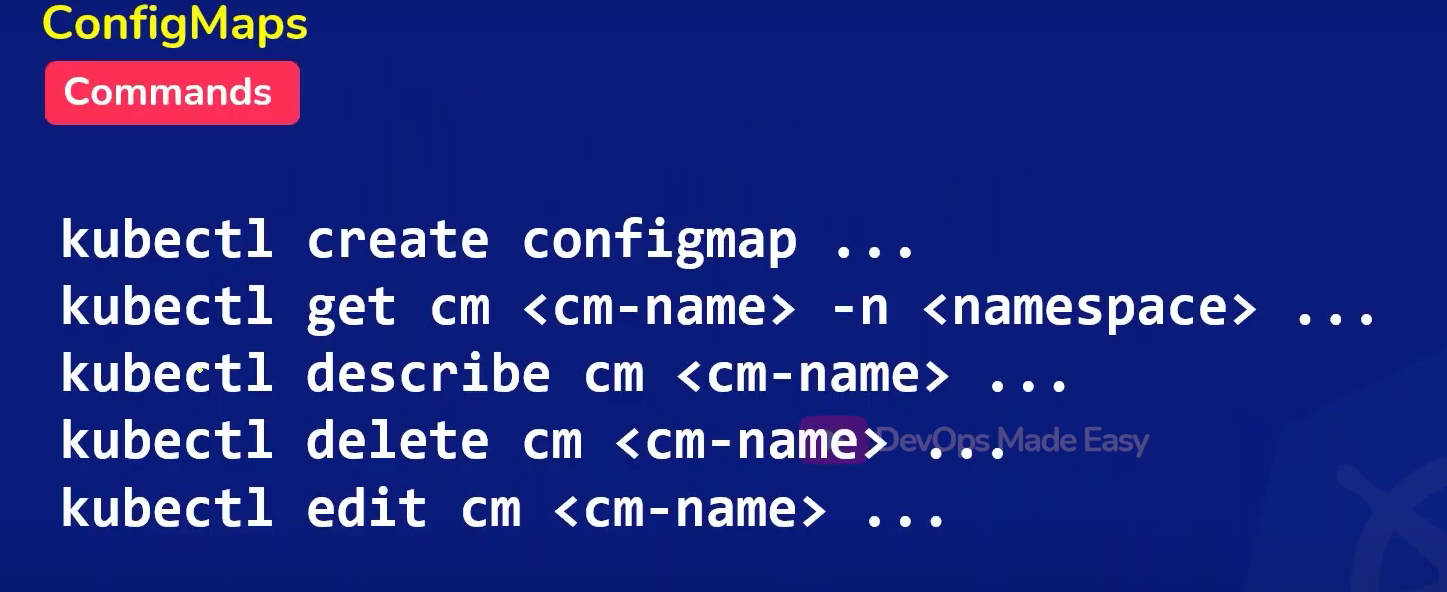 ConfigMaps
Commands
kubectl create configmap ...
kubectl get cm <cm-name> -n <namespace> ...
kubectl describe cm <cm-name> ...
kubectl delete cm <cm-name> ...
DevOps Made Easy
kubectl edit cm <cm-name> ...